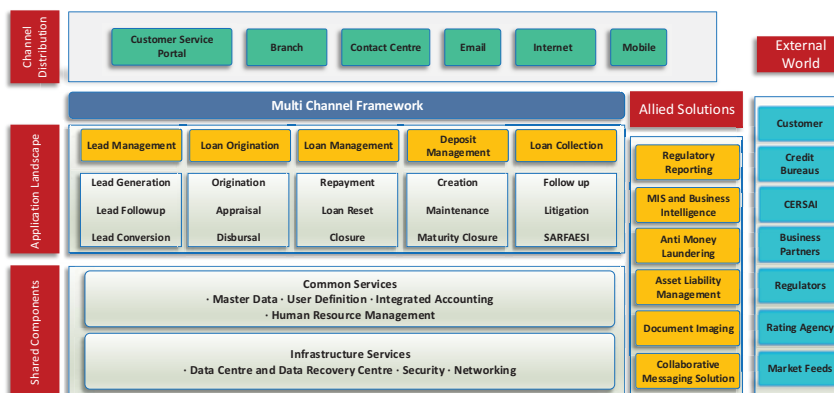 Channel
Distribution
Customer Service
Portal
Branch
Contact Centre
Email
Internet
Mobile
External
World
Multi Channel Framework
Allied Solutions
Application Landscape
Lead Management
Loan Origination
Loan Management
Deposit
Management
Loan Collection
Lead Generation
Lead Followup
Lead Conversion
Origination
Appraisal
Disbursal
Repayment
Loan Reset
Closure
Creation
Maintenance
Maturity Closure
Follow up
Litigation
SARFAESI
Regulatory
Reporting
MIS and Business
Intelligence
Anti Money
Laundering
Asset Liability
Management
Document Imaging
Collaborative
Messaging Solution
Customer
Credit
Bureaus
CERSAI
Business
Partners
Regulators
Rating Agency
Market Feeds
Shared Components
Common Services
· Master Data · User Definition · Integrated Accounting
· Human Resource Management
Infrastructure Services
· Data Centre and Data Recovery Centre · Security · Networking